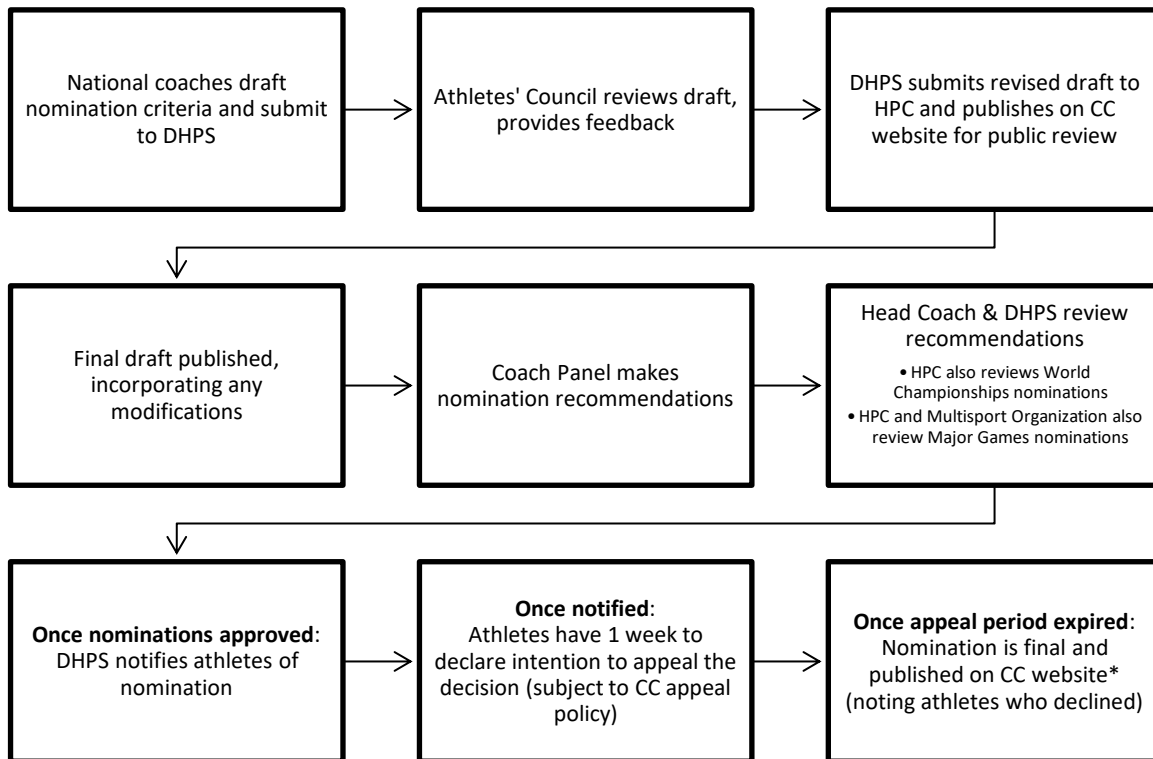 National coaches draft
nomination criteria and submit
to DHPS
Athletes' Council reviews draft,
provides feedback
DHPS submits revised draft to
HPC and publishes on CC
website for public review
Final draft published,
incorporating any
modifications
Coach Panel makes
nomination recommendations
Head Coach & DHPS review
recommendations
• HPC also reviews World
Championships nominations
• HPC and Multisport Organization also
review Major Games nominations
Once nominations approved:
DHPS notifies athletes of
nomination
Once notified:
Athletes have 1 week to
declare intention to appeal the
decision (subject to CC appeal
policy)
Once appeal period expired:
Nomination is final and
published on CC website*
(noting athletes who declined)